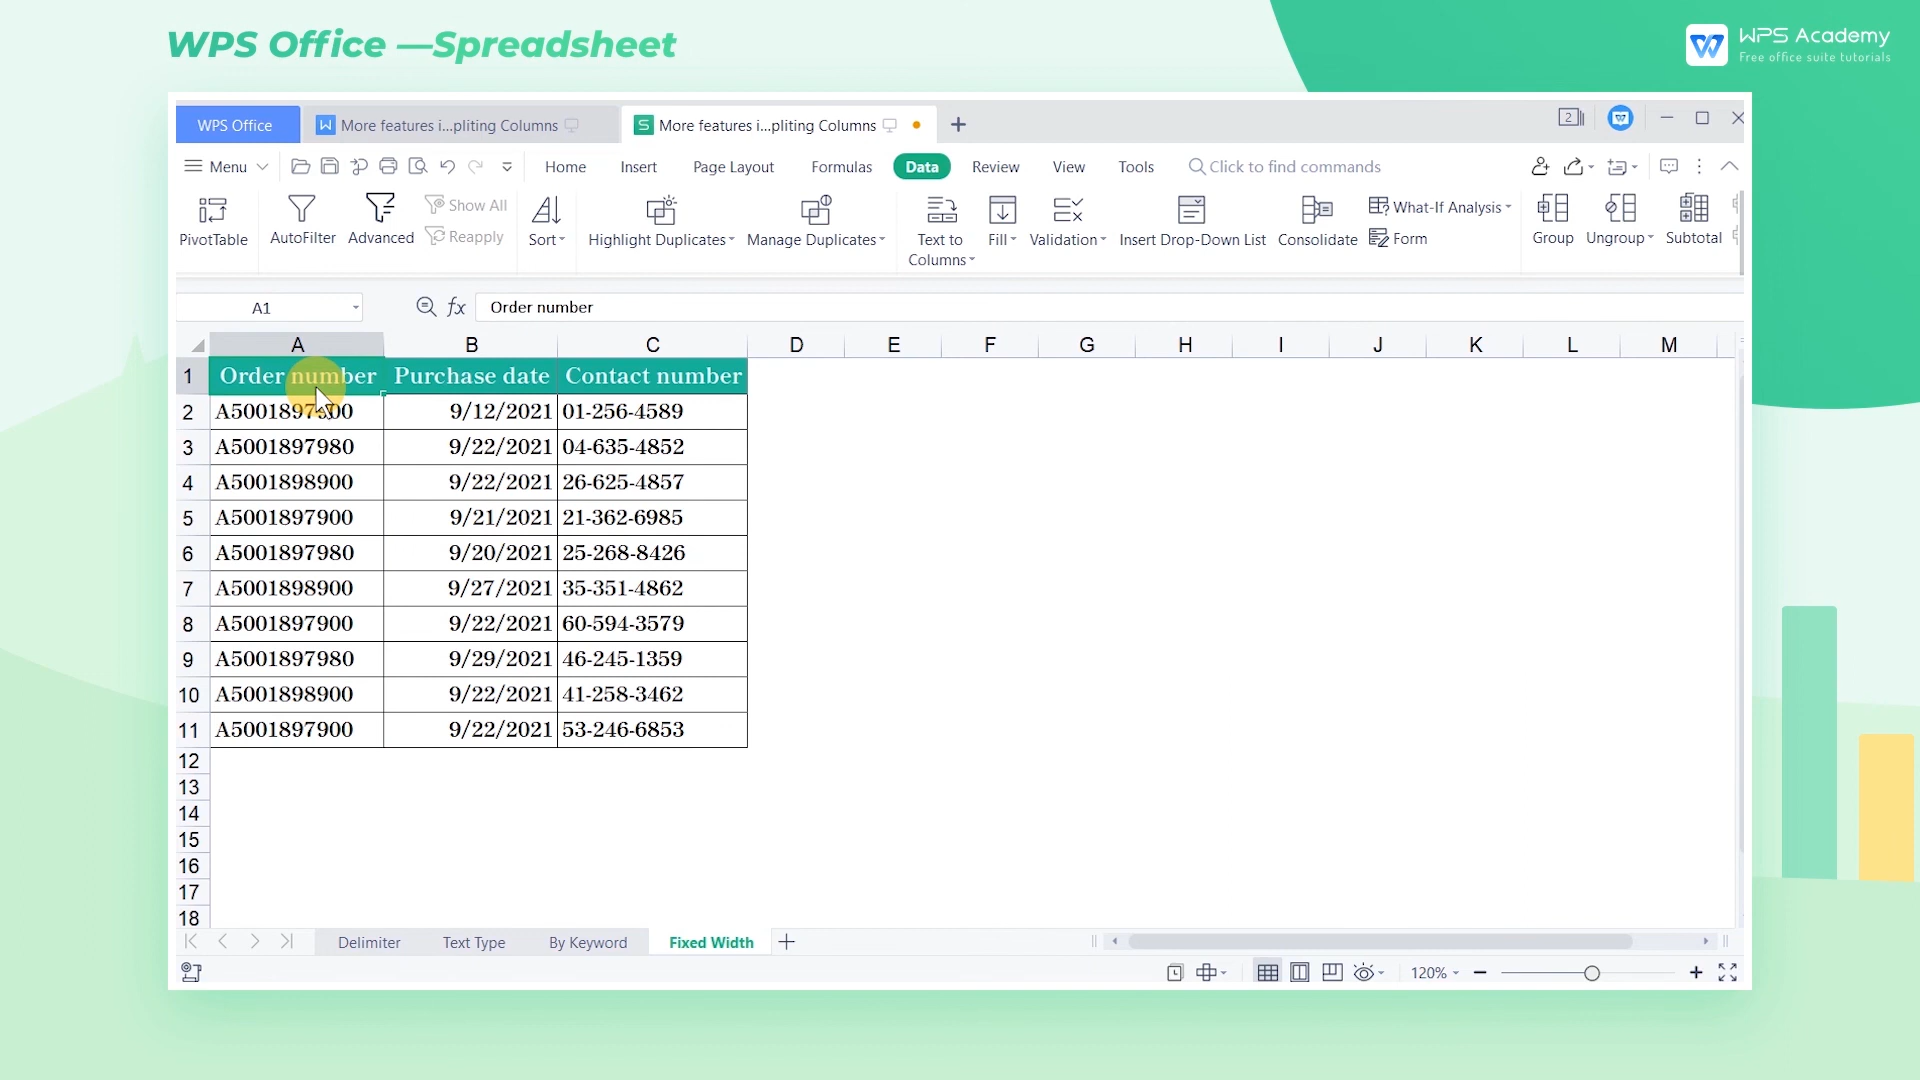 WPS Office —Spreadsheet
WPS Academy
Free office suite tutorials
WPS Office
More features i...pliting Columns
More features i...pliting Columns
2
Menu
Home
Insert
Page Layout
Formulas
Data
Review
View
Tools
Click to find commands
PivotTable
AutoFilter
Advanced
Show All
Reapply
Sort
Highlight Duplicates
Manage Duplicates
Text to
Columns
Fill
Validation
Insert Drop-Down List
Consolidate
What-If Analysis
Form
Group
Ungroup
Subtotal
A1
fx
Order number
A B C D E F G H I J K L M
1 Order number Purchase date Contact number
2 9/12/2021 01-256-4589
3 A5001897980 9/22/2021 04-635-4852
4 A5001898900 9/22/2021 26-625-4857
5 A5001897900 9/21/2021 21-362-6985
6 A5001897980 9/20/2021 25-268-8426
7 A5001898900 9/27/2021 35-351-4862
8 A5001897900 9/22/2021 60-594-3579
9 A5001897980 9/29/2021 46-245-1359
10 A5001898900 9/22/2021 41-258-3462
11 A5001897900 9/22/2021 53-246-6853
12
13
14
15
16
17
18
Delimiter
Text Type
By Keyword
Fixed Width
120%